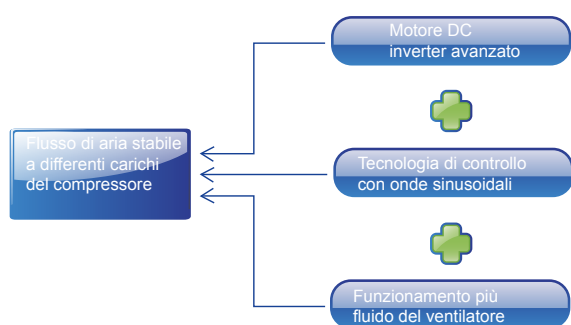 Motore DC
inverter avanzato
Flusso di aria stabile
a differenti carichi
del compressore
Tecnologia di controllo
con onde sinusoidali
Funzionamento più
fluido del ventilatore